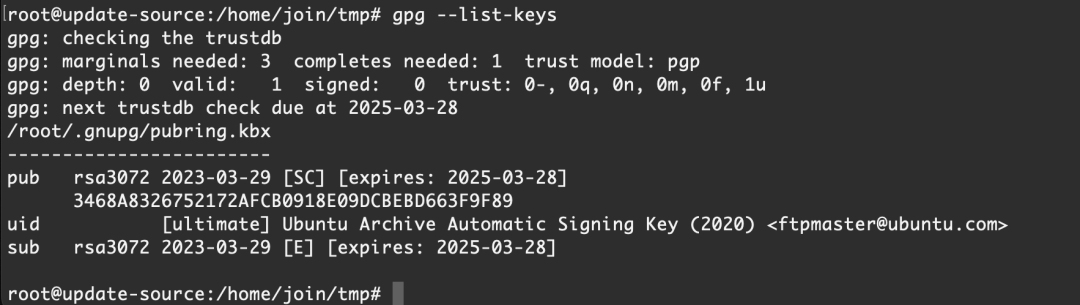 root@update-source:/home/join/tmp# gpg --list-keys
gpg: checking the trustdb
gpg: marginals needed: 3  completes needed: 1  trust model: pgp
gpg: depth: 0  valid:   1  signed:   0  trust: 0-, 0q, 0n, 0m, 0f, 1u
gpg: next trustdb check due at 2025-03-28
/root/.gnupg/pubring.kbx
------------------------
pub   rsa3072 2023-03-29 [SC] [expires: 2025-03-28]
      3468A8326752172AFCB0918E09DCBEBD663F9F89
uid           [ultimate] Ubuntu Archive Automatic Signing Key (2020) <ftpmaster@ubuntu.com>
sub   rsa3072 2023-03-29 [E] [expires: 2025-03-28]
root@update-source:/home/join/tmp#